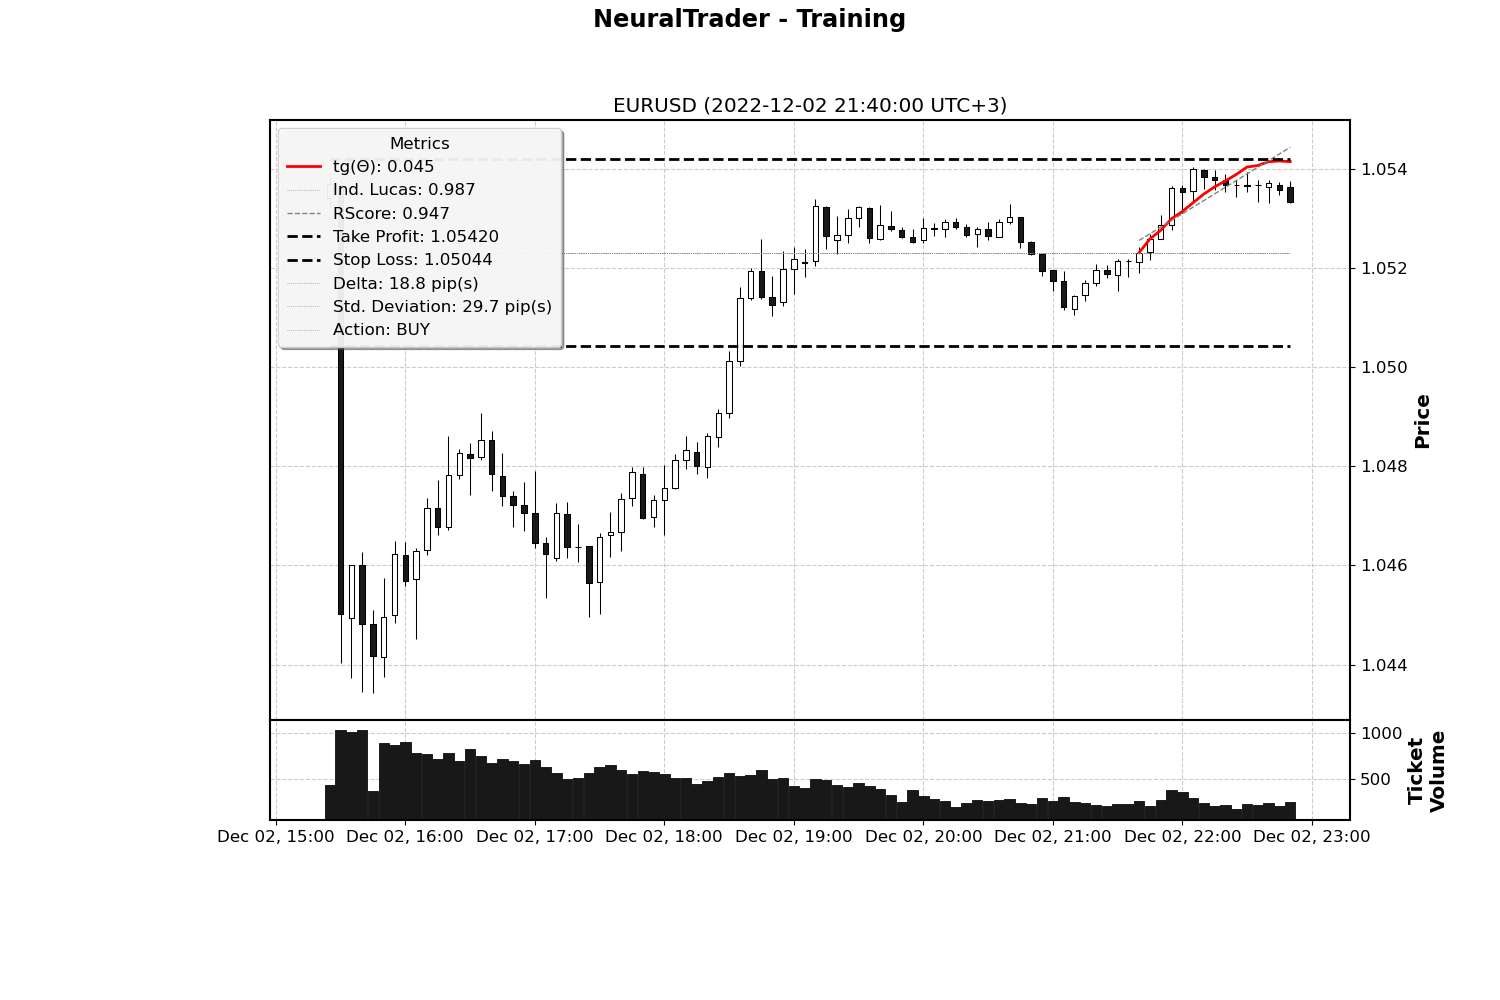 NeuralTrader - Training
EURUSD (2022-12-02 21:40:00 UTC+3)
Metrics
tg(Θ): 0.045
Ind. Lucas: 0.987
RScore: 0.947
Take Profit: 1.05420
Stop Loss: 1.05044
Delta: 18.8 pip(s)
Std. Deviation: 29.7 pip(s)
Action: BUY
1.054
1.052
1.050
1.048
1.046
1.044
Price
1000
500
Ticket
Volume
Dec 02, 15:00
Dec 02, 16:00
Dec 02, 17:00
Dec 02, 18:00
Dec 02, 19:00
Dec 02, 20:00
Dec 02, 21:00
Dec 02, 22:00
Dec 02, 23:00